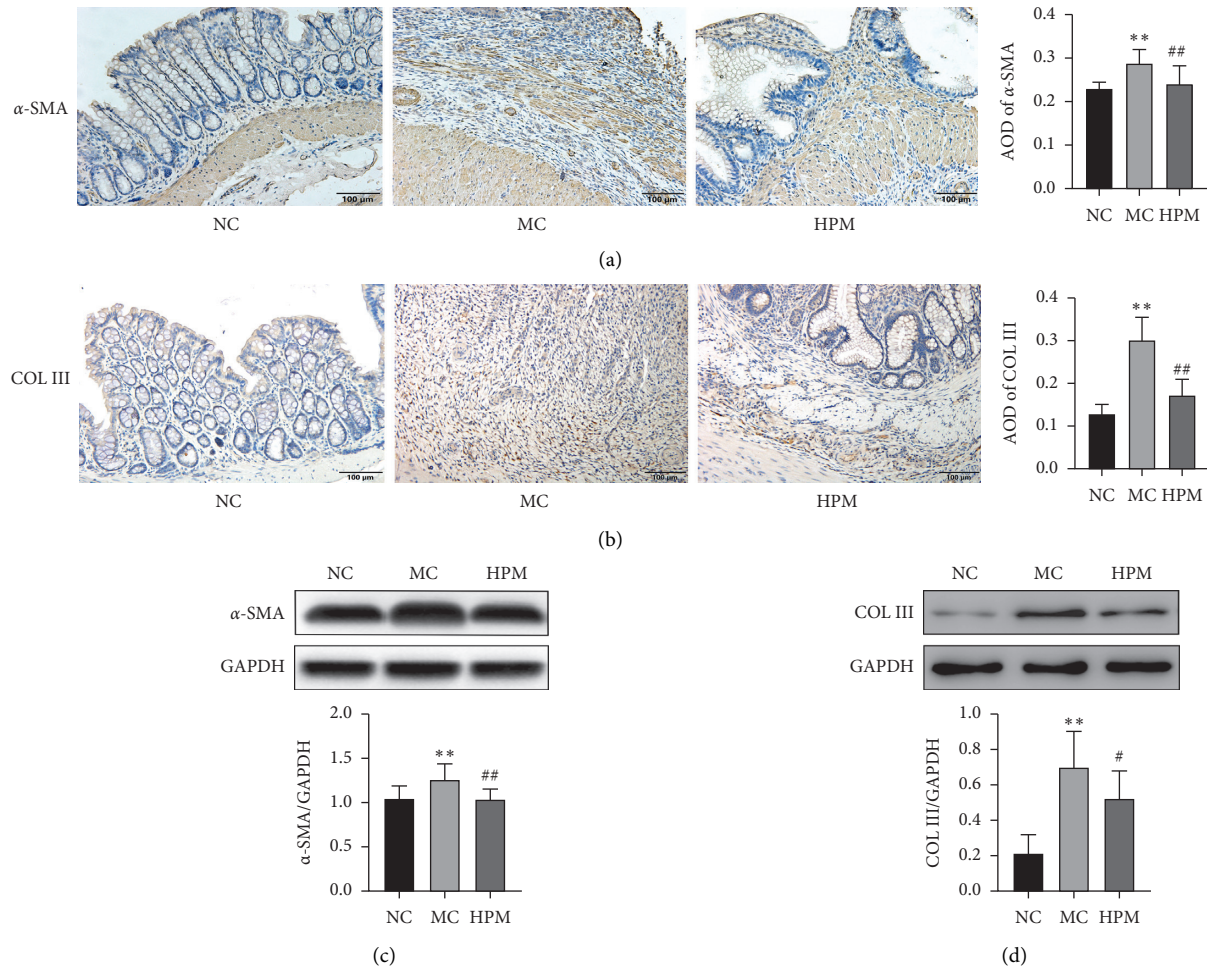 α-SMA
100 μm
100 μm
100 μm
NC
MC
HPM
AOD of α-SMA
0.4
0.3
0.2
0.1
0.0
**
##
NC MC HPM
(a)
COL III
100 μm
100 μm
100 μm
NC
MC
HPM
AOD of COL III
0.4
0.3
0.2
0.1
0.0
**
##
NC MC HPM
(b)
NC MC HPM
α-SMA
GAPDH
α-SMA/GAPDH
2.0
1.5
1.0
0.5
0.0
**
##
NC MC HPM
(c)
NC MC HPM
COL III
GAPDH
COL III/GAPDH
1.0
0.8
0.6
0.4
0.2
0.0
**
#
NC MC HPM
(d)